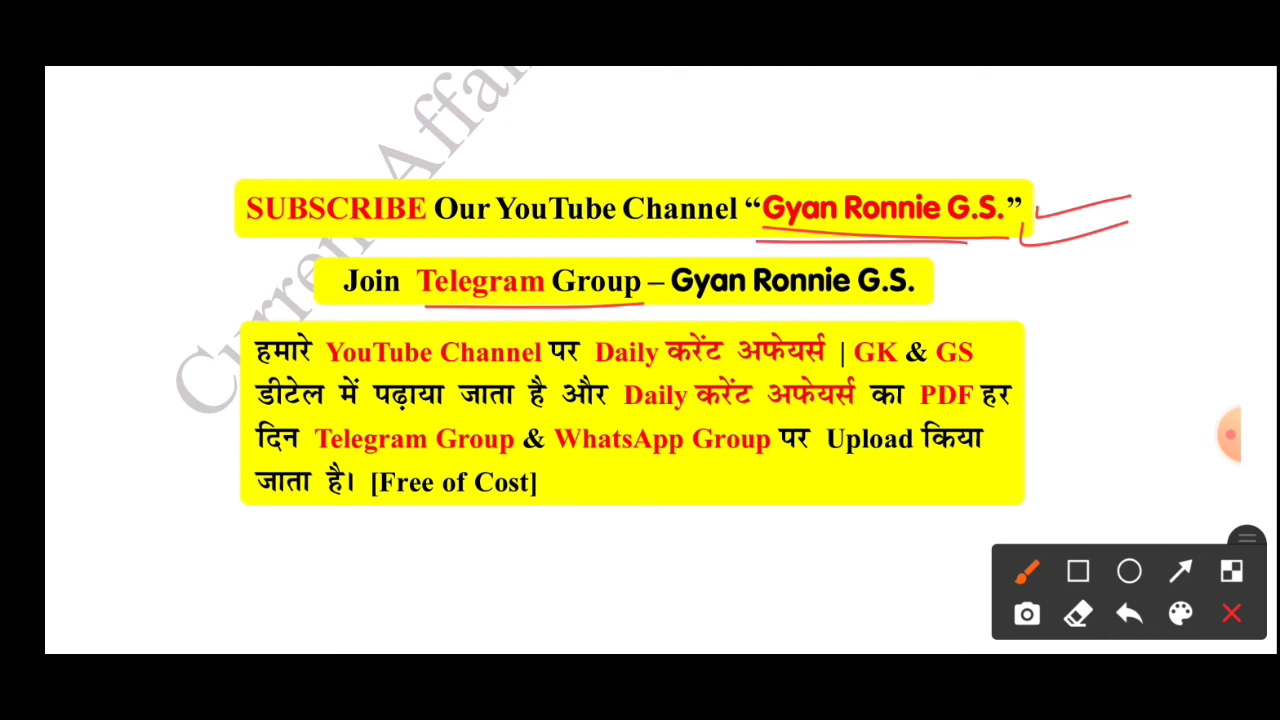 SUBSCRIBE Our YouTube Channel “Gyan Ronnie G.S.”
Join Telegram Group – Gyan Ronnie G.S.
हमारे YouTube Channel पर Daily करेंट अफेयर्स | GK & GS
डीटेल में पढ़ाया जाता है और Daily करेंट अफेयर्स का PDF हर
दिन Telegram Group & WhatsApp Group पर Upload किया
जाता है। [Free of Cost]